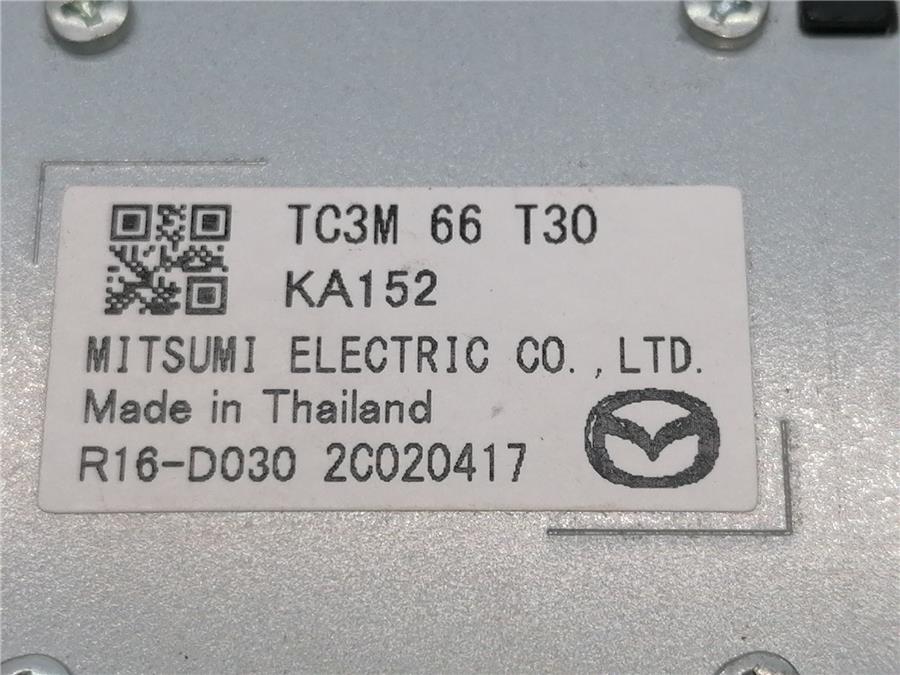 TC3M 66 T30
KA152
MITSUMI ELECTRIC CO.,LTD.
Made in Thailand
R16-D030 2C020417